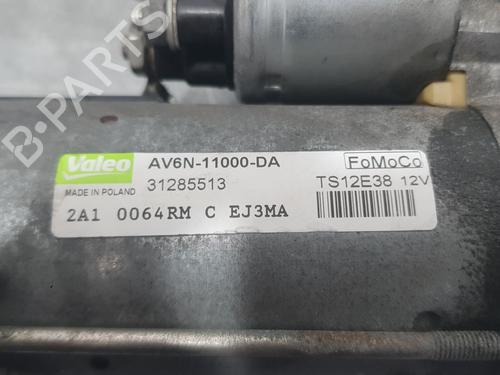 B-PARTS
Valeo
MADE IN POLAND
AV6N-11000-DA
FoMoCo
31285513
TS12E38 12V
2A1 0064RM C EJ3MA